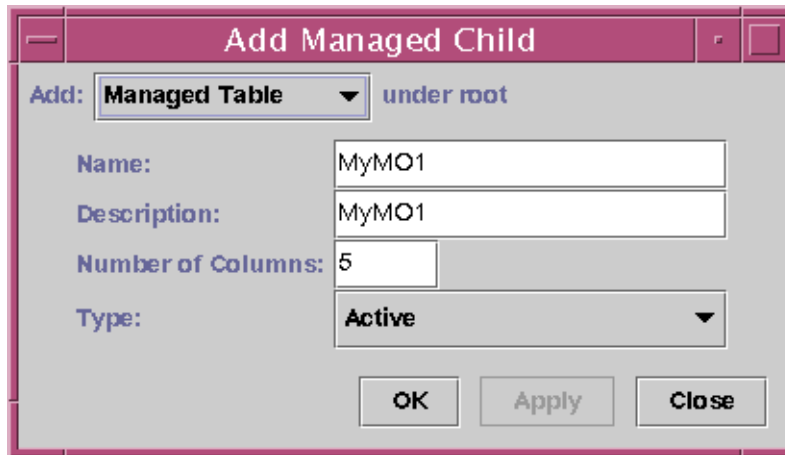 Add Managed Child
Add: Managed Table under root
Name: MyMO1
Description: MyMO1
Number of Columns: 5
Type: Active
OK Apply Close